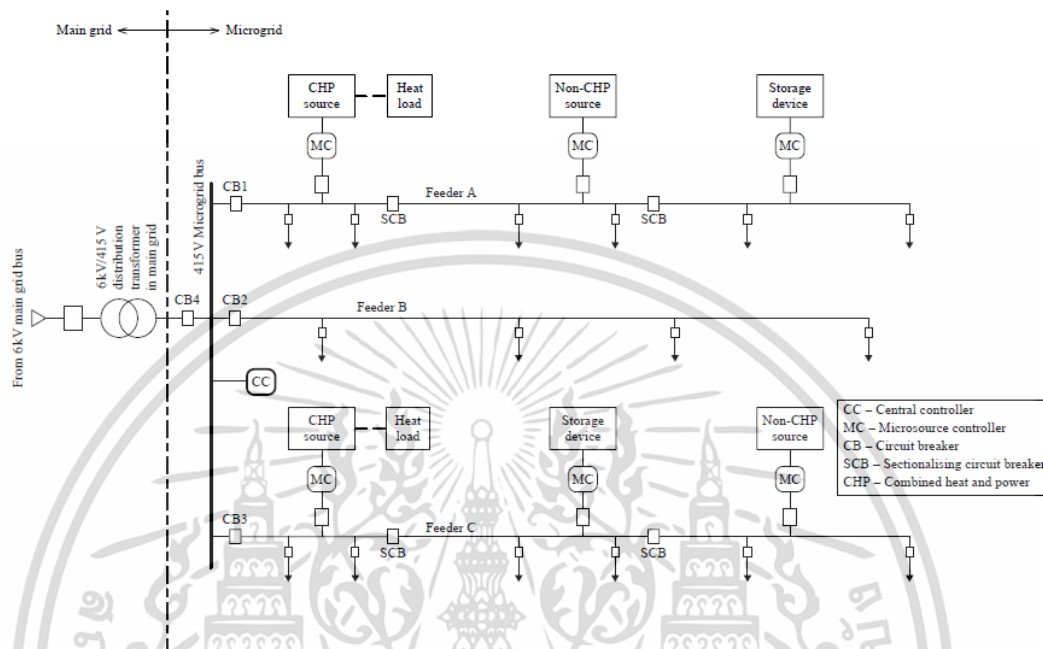 Main grid
Microgrid
CHP
source
Heat
load
Non-CHP
source
Storage
device
MC
MC
MC
CB1
Feeder A
SCB
SCB
From 6kV main grid bus
6kV/415 V
distribution
transformer
in main grid
415 V Microgrid bus
CB4
CB2
Feeder B
CC
CHP
source
Heat
load
Storage
device
Non-CHP
source
MC
MC
MC
CB3
Feeder C
SCB
SCB
CC – Central controller
MC – Microsource controller
CB – Circuit breaker
SCB – Sectionalising circuit breaker
CHP – Combined heat and power